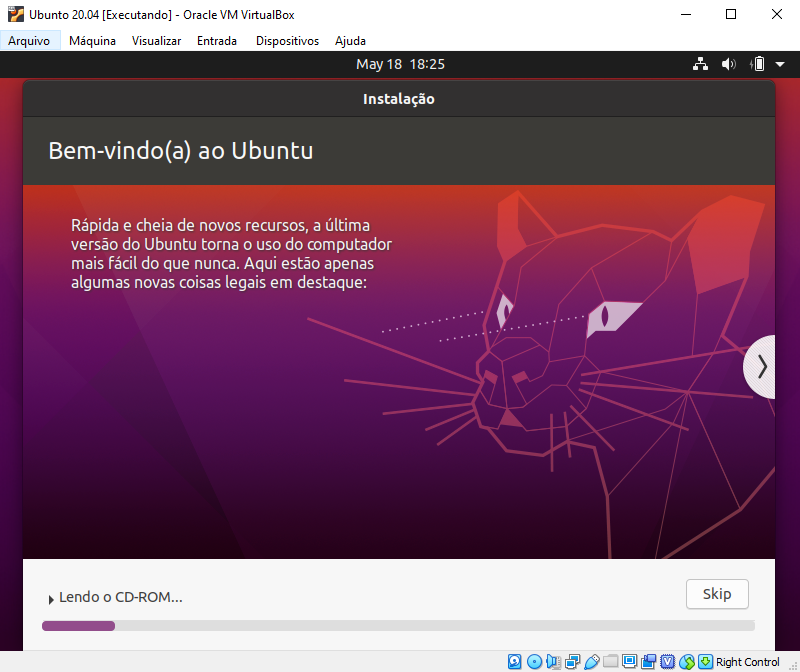 Ubunto 20.04 [Executando] - Oracle VM VirtualBox
Arquivo Máquina Visualizar Entrada Dispositivos Ajuda
May 18 18:25
Instalação
Bem-vindo(a) ao Ubuntu
Rápida e cheia de novos recursos, a última
versão do Ubuntu torna o uso do computador
mais fácil do que nunca. Aqui estão apenas
algumas novas coisas legais em destaque:
Lendo o CD-ROM...
Skip
Right Control